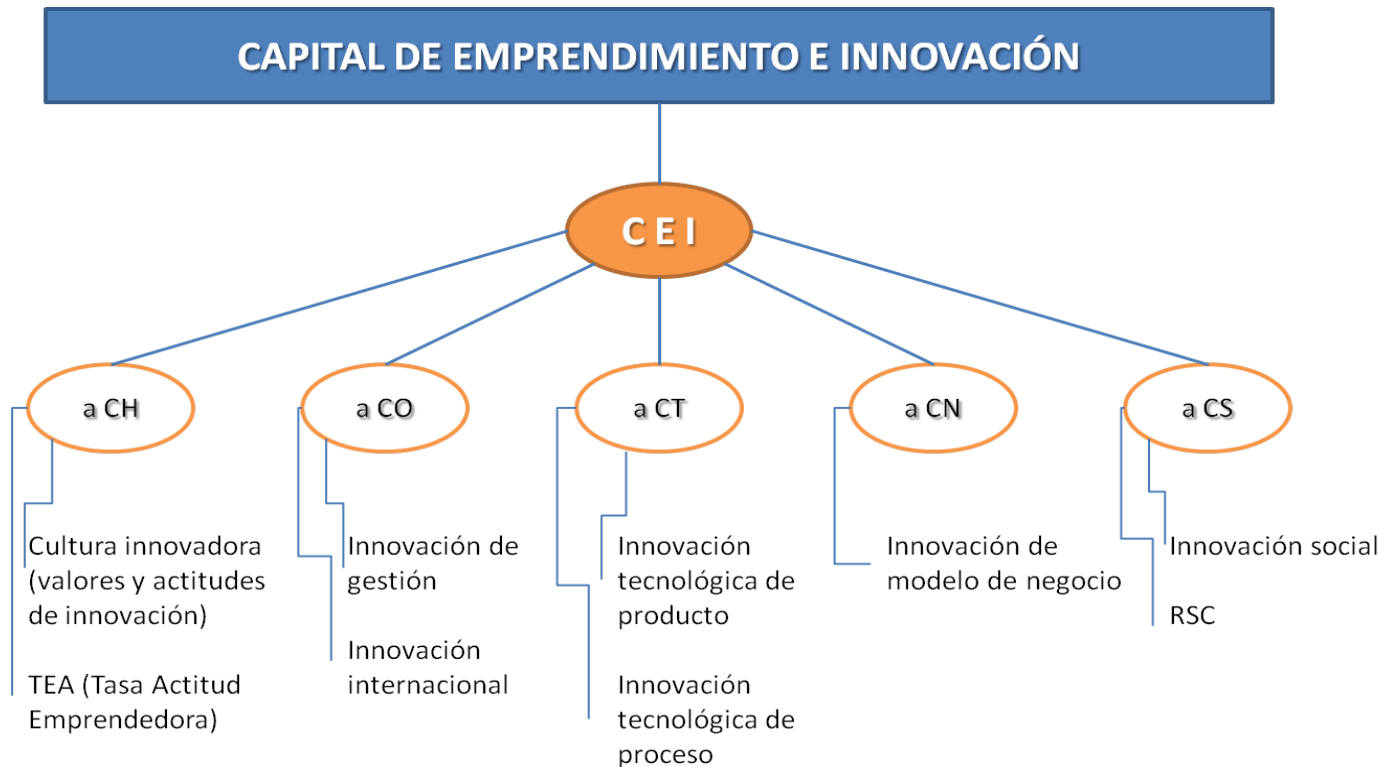 CAPITAL DE EMPRENDIMIENTO E INNOVACIÓN
C E I
a CH
a CO
a CT
a CN
a CS
Cultura innovadora
(valores y actitudes
de innovación)
TEA (Tasa Actitud
Emprendedora)
Innovación de
gestión
Innovación
internacional
Innovación
tecnológica de
producto
Innovación
tecnológica de
proceso
Innovación de
modelo de negocio
Innovación social
RSC